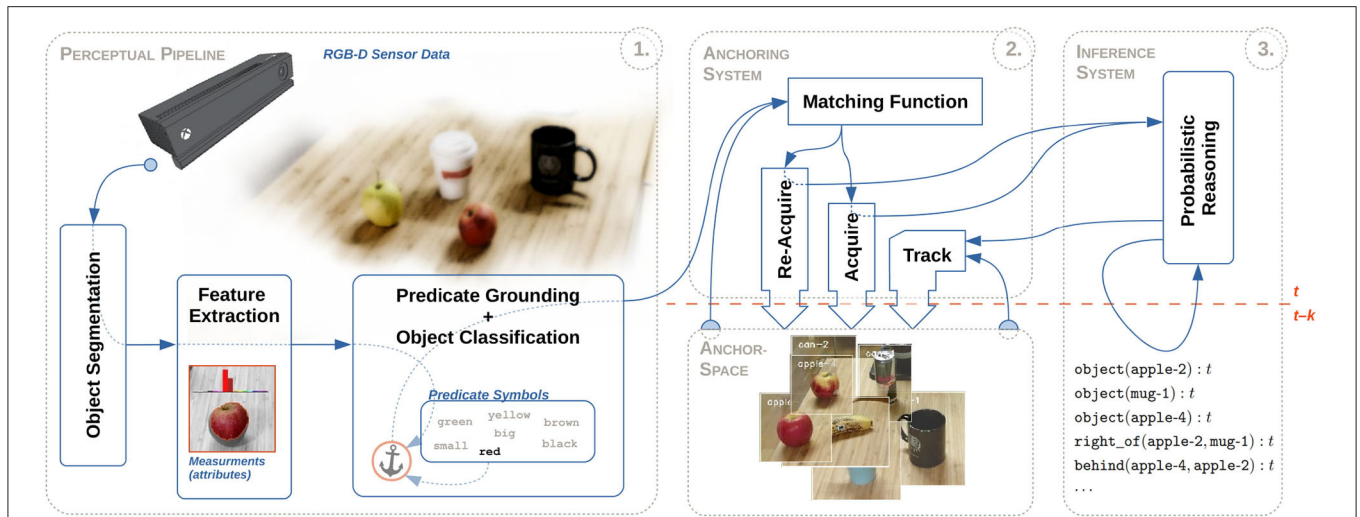 PERCEPTUAL PIPELINE
RGB-D Sensor Data
1.
Object Segmentation
Feature
Extraction
Measurments
(attributes)
Predicate Grounding
+
Object Classification
Predicate Symbols
green yellow brown
big
small black
red
ANCHORING
SYSTEM
2.
Matching Function
Re-Acquire
Acquire
Track
ANCHOR-
SPACE
can-2
apple-4
INFERENCE
SYSTEM
3.
Probabilistic
Reasoning
t
t–k
object(apple-2) : t
object(mug-1) : t
object(apple-4) : t
right_of(apple-2, mug-1) : t
behind(apple-4, apple-2) : t
...